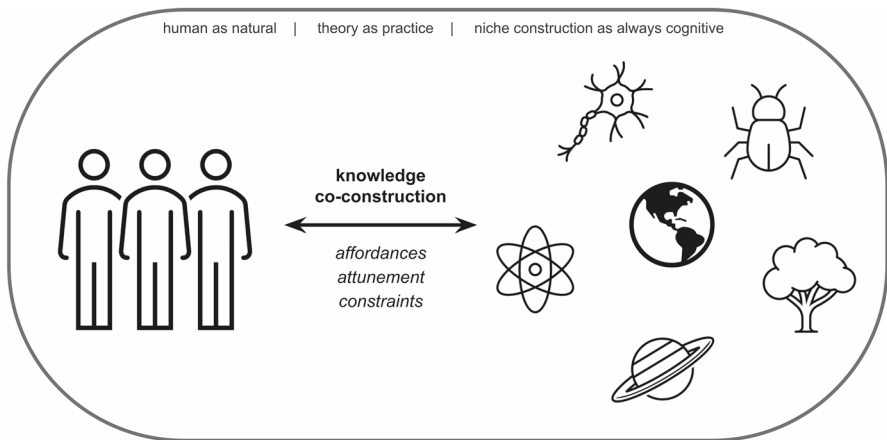 human as natural | theory as practice | niche construction as always cognitive
knowledge
co-construction
affordances
attunement
constraints